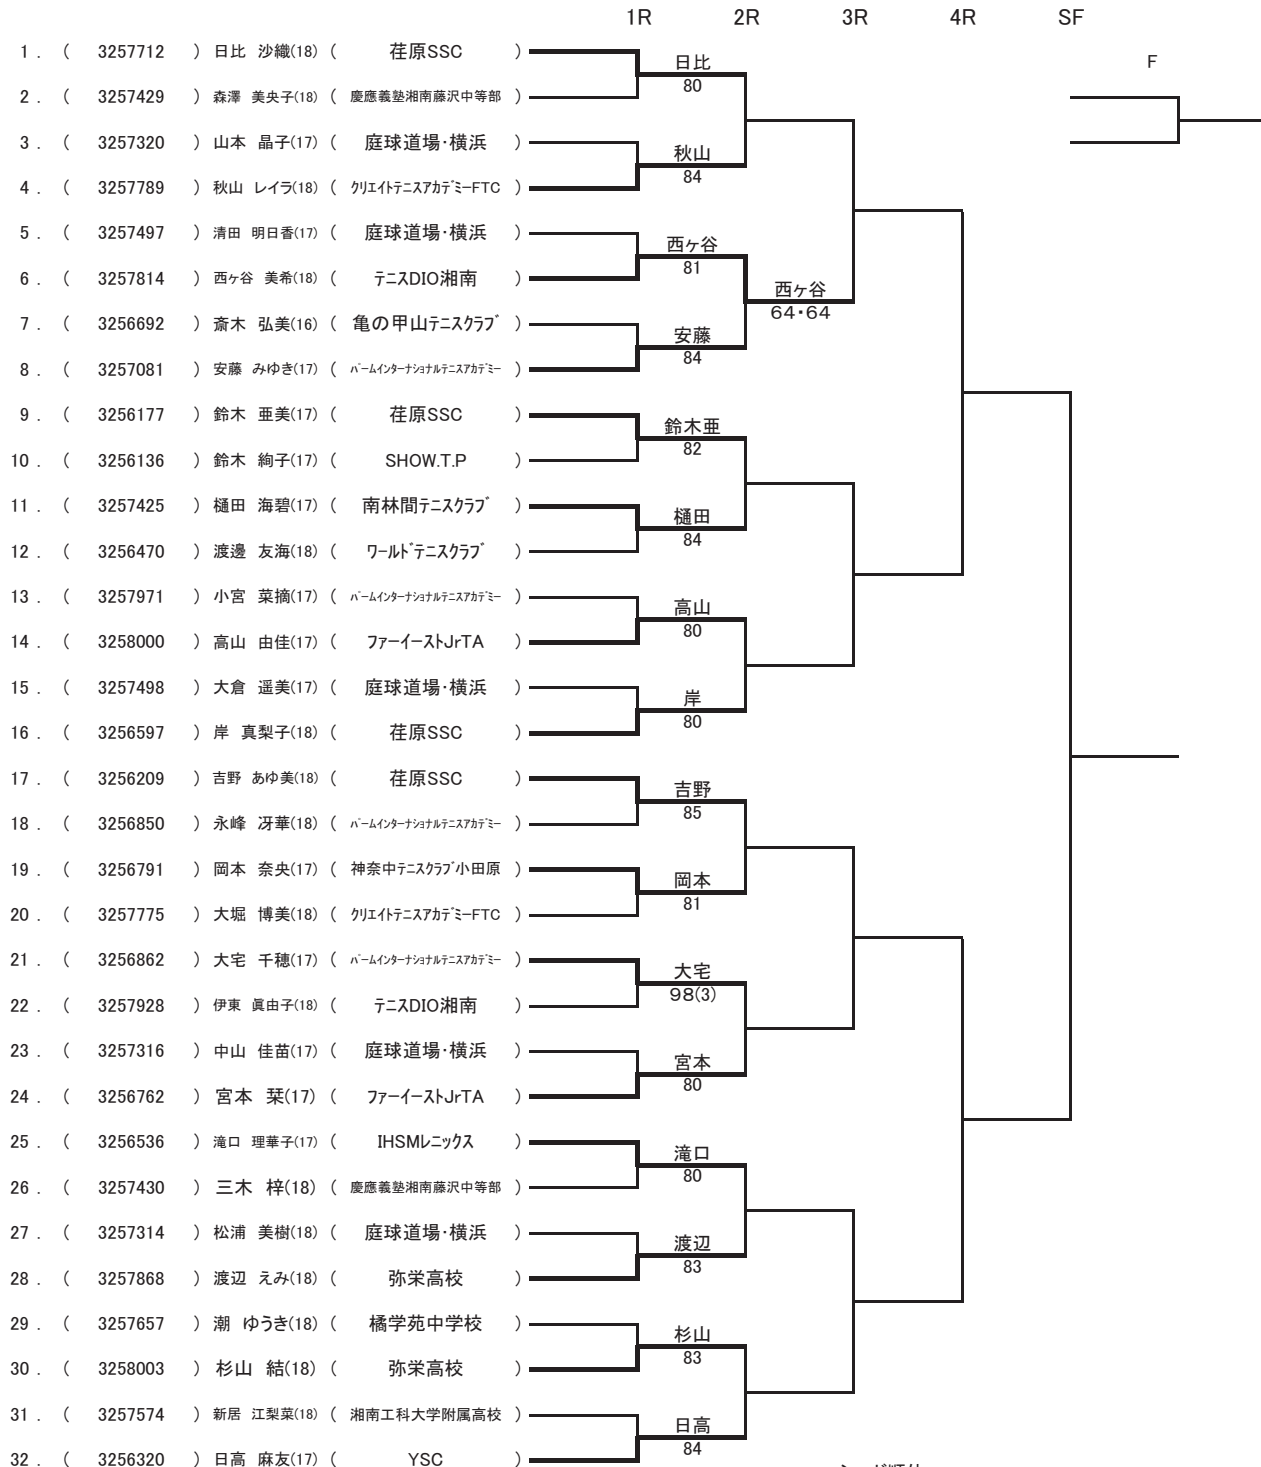 1R 2R 3R 4R SF
1 . ( 3257712 ) 日比 沙織(18) ( 荏原SSC )
日比
F
80
2 . ( 3257429 ) 森澤 美央子(18) ( 慶應義塾湘南藤沢中等部 )
3 . ( 3257320 ) 山本 晶子(17) ( 庭球道場・横浜 )
秋山
84
4 . ( 3257789 ) 秋山 レイラ(18) ( クリエイトテニスアカデミーFTC )
5 . ( 3257497 ) 清田 明日香(17) ( 庭球道場・横浜 )
西ヶ谷
81
6 . ( 3257814 ) 西ヶ谷 美希(18) ( テニスDIO湘南 )
西ヶ谷
64・64
7 . ( 3256692 ) 斎木 弘美(16) ( 亀の甲山テニスクラブ )
安藤
84
8 . ( 3257081 ) 安藤 みゆき(17) ( パームインターナショナルテニスアカデミー )
9 . ( 3256177 ) 鈴木 亜美(17) ( 荏原SSC )
鈴木亜
82
10 . ( 3256136 ) 鈴木 絢子(17) ( SHOW.T.P )
11 . ( 3257425 ) 樋田 海碧(17) ( 南林間テニスクラブ )
樋田
84
12 . ( 3256470 ) 渡邊 友海(18) ( ワールドテニスクラブ )
13 . ( 3257971 ) 小宮 菜摘(17) ( パームインターナショナルテニスアカデミー )
高山
80
14 . ( 3258000 ) 高山 由佳(17) ( ファーイーストJrTA )
15 . ( 3257498 ) 大倉 遥美(17) ( 庭球道場・横浜 )
岸
80
16 . ( 3256597 ) 岸 真梨子(18) ( 荏原SSC )
17 . ( 3256209 ) 吉野 あゆ美(18) ( 荏原SSC )
吉野
85
18 . ( 3256850 ) 永峰 冴華(18) ( パームインターナショナルテニスアカデミー )
19 . ( 3256791 ) 岡本 奈央(17) ( 神奈中テニスクラブ小田原 )
岡本
81
20 . ( 3257775 ) 大堀 博美(18) ( クリエイトテニスアカデミーFTC )
21 . ( 3256862 ) 大宅 千穂(17) ( パームインターナショナルテニスアカデミー )
大宅
98(3)
22 . ( 3257928 ) 伊東 眞由子(18) ( テニスDIO湘南 )
23 . ( 3257316 ) 中山 佳苗(17) ( 庭球道場・横浜 )
宮本
80
24 . ( 3256762 ) 宮本 栞(17) ( ファーイーストJrTA )
25 . ( 3256536 ) 滝口 理華子(17) ( IHSMレニックス )
滝口
80
26 . ( 3257430 ) 三木 梓(18) ( 慶應義塾湘南藤沢中等部 )
27 . ( 3257314 ) 松浦 美樹(18) ( 庭球道場・横浜 )
渡辺
83
28 . ( 3257868 ) 渡辺 えみ(18) ( 弥栄高校 )
29 . ( 3257657 ) 潮 ゆうき(18) ( 橘学苑中学校 )
杉山
83
30 . ( 3258003 ) 杉山 結(18) ( 弥栄高校 )
31 . ( 3257574 ) 新居 江梨菜(18) ( 湘南工科大学附属高校 )
日高
84
32 . ( 3256320 ) 日高 麻友(17) ( YSC )